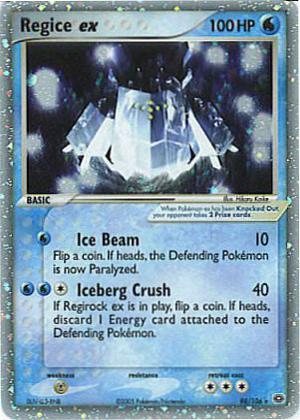 Regice ex 100 HP
BASIC
Illus. Hikaru Koike
When Pokémon-ex has been Knocked Out,
your opponent takes 2 Prize cards.
Ice Beam 10
Flip a coin. If heads, the Defending Pokémon
is now Paralyzed.
Iceberg Crush 40
If Regirock ex is in play, flip a coin. If heads,
discard 1 Energy card attached to the
Defending Pokémon.
weakness resistance retreat cost
©2005 Pokémon/Nintendo